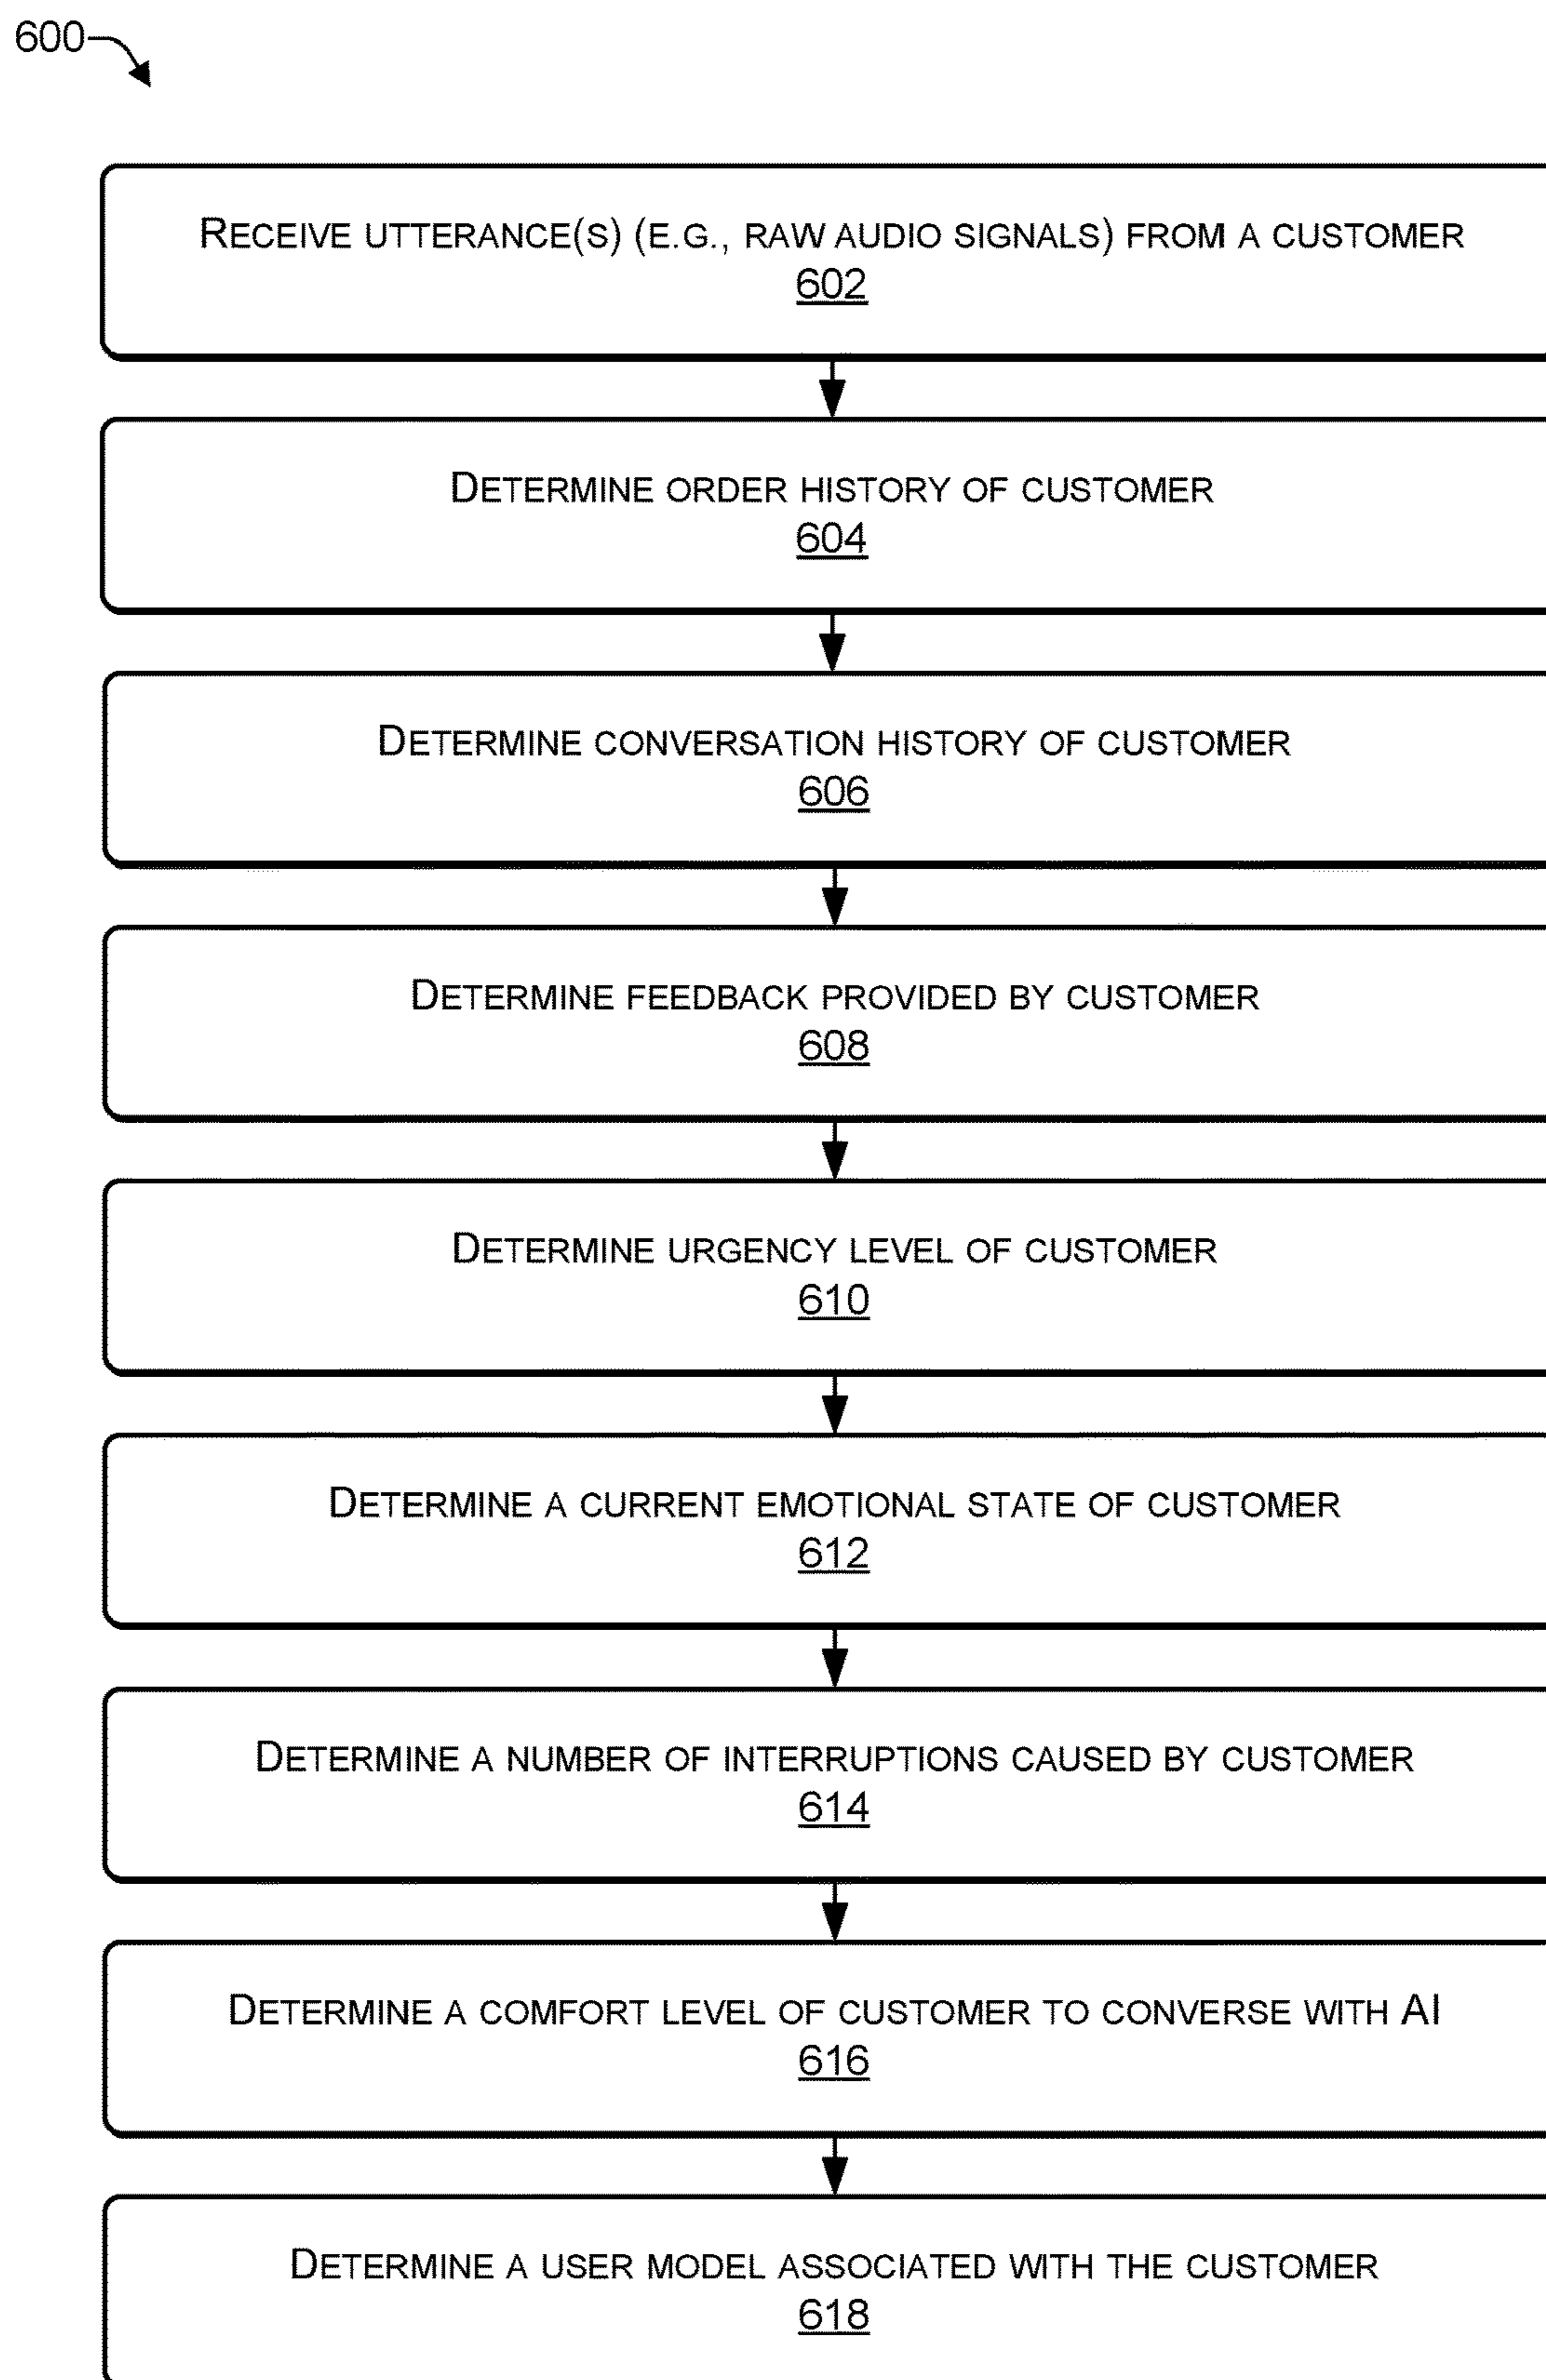 600
RECEIVE UTTERANCE(S) (E.G., RAW AUDIO SIGNALS) FROM A CUSTOMER
602
DETERMINE ORDER HISTORY OF CUSTOMER
604
DETERMINE CONVERSATION HISTORY OF CUSTOMER
606
DETERMINE FEEDBACK PROVIDED BY CUSTOMER
608
DETERMINE URGENCY LEVEL OF CUSTOMER
610
DETERMINE A CURRENT EMOTIONAL STATE OF CUSTOMER
612
DETERMINE A NUMBER OF INTERRUPTIONS CAUSED BY CUSTOMER
614
DETERMINE A COMFORT LEVEL OF CUSTOMER TO CONVERSE WITH AI
616
DETERMINE A USER MODEL ASSOCIATED WITH THE CUSTOMER
618